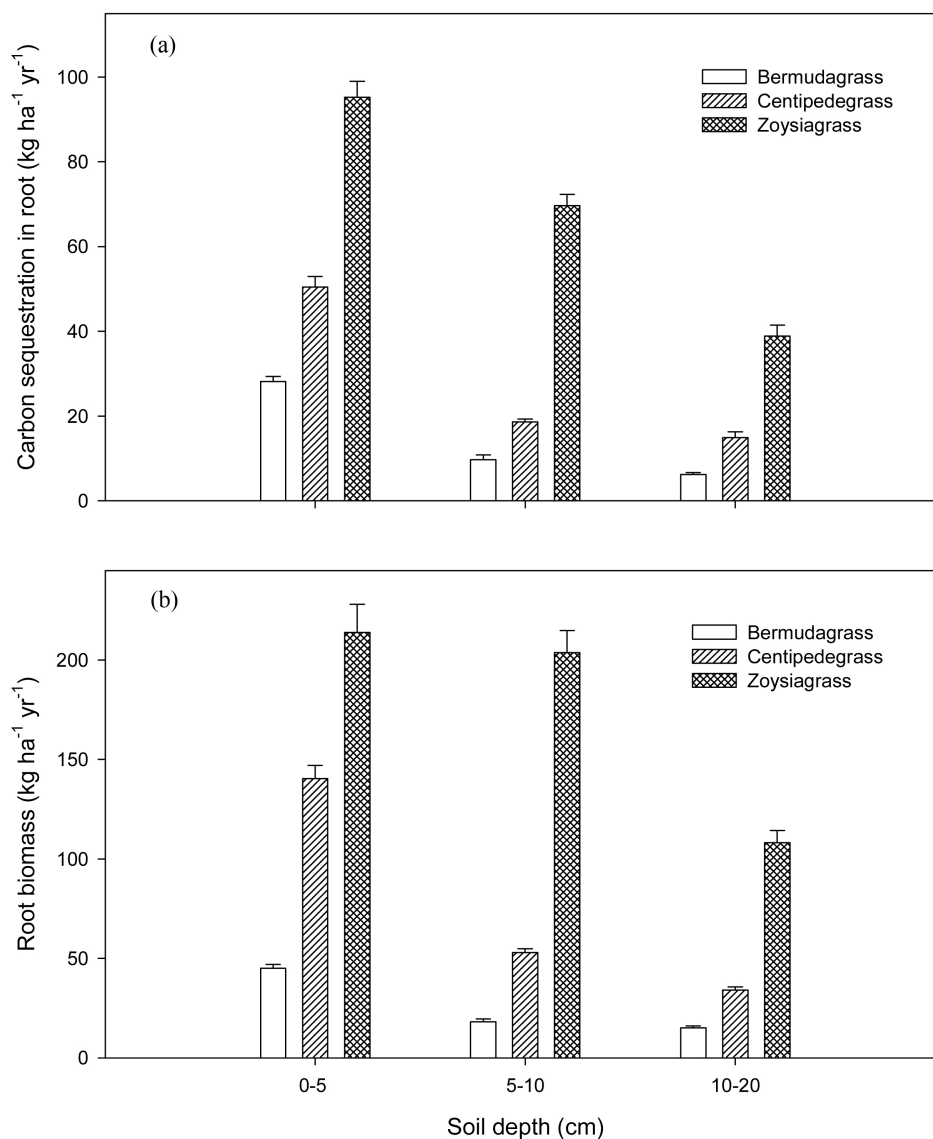 (a)
Carbon sequestration in root (kg ha⁻¹ yr⁻¹)
100
80
60
40
20
0
Bermudagrass
Centipedegrass
Zoysiagrass
(b)
Root biomass (kg ha⁻¹ yr⁻¹)
200
150
100
50
0
Bermudagrass
Centipedegrass
Zoysiagrass
0-5 5-10 10-20
Soil depth (cm)